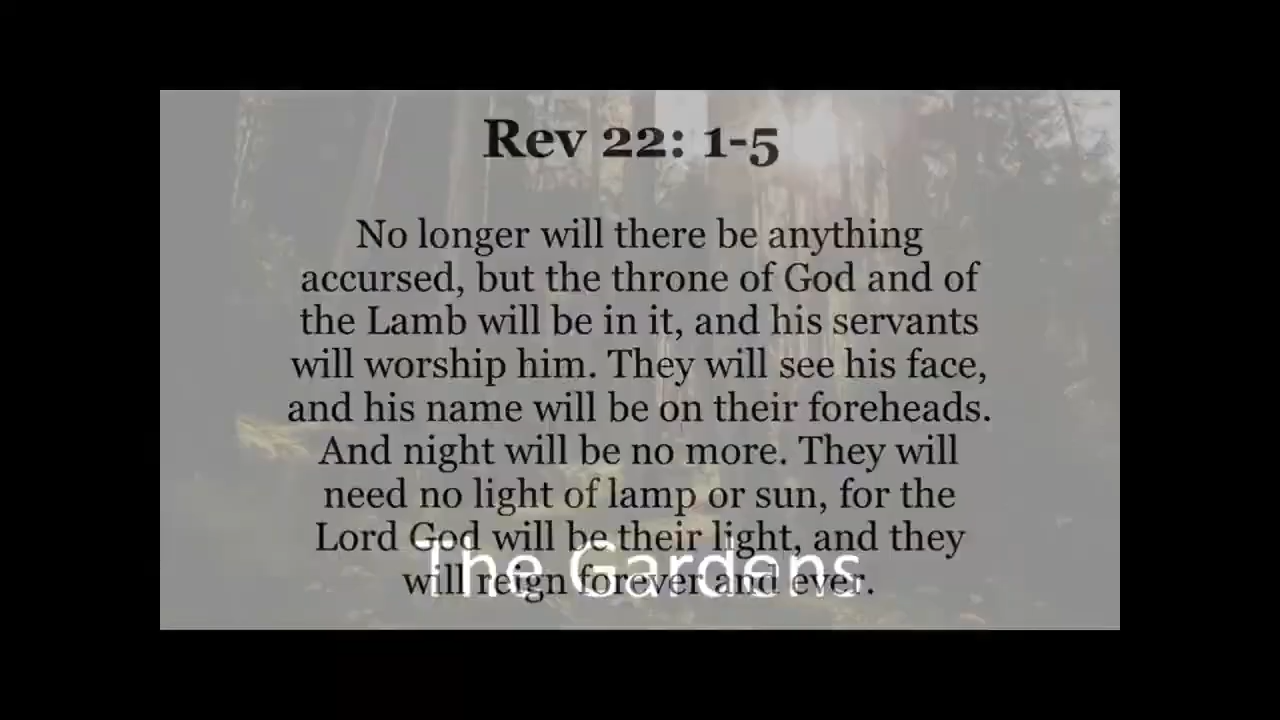 Rev 22: 1-5
No longer will there be anything
accursed, but the throne of God and of
the Lamb will be in it, and his servants
will worship him. They will see his face,
and his name will be on their foreheads.
And night will be no more. They will
need no light of lamp or sun, for the
Lord God will be their light, and they
will reign forever and ever.
The Gardens